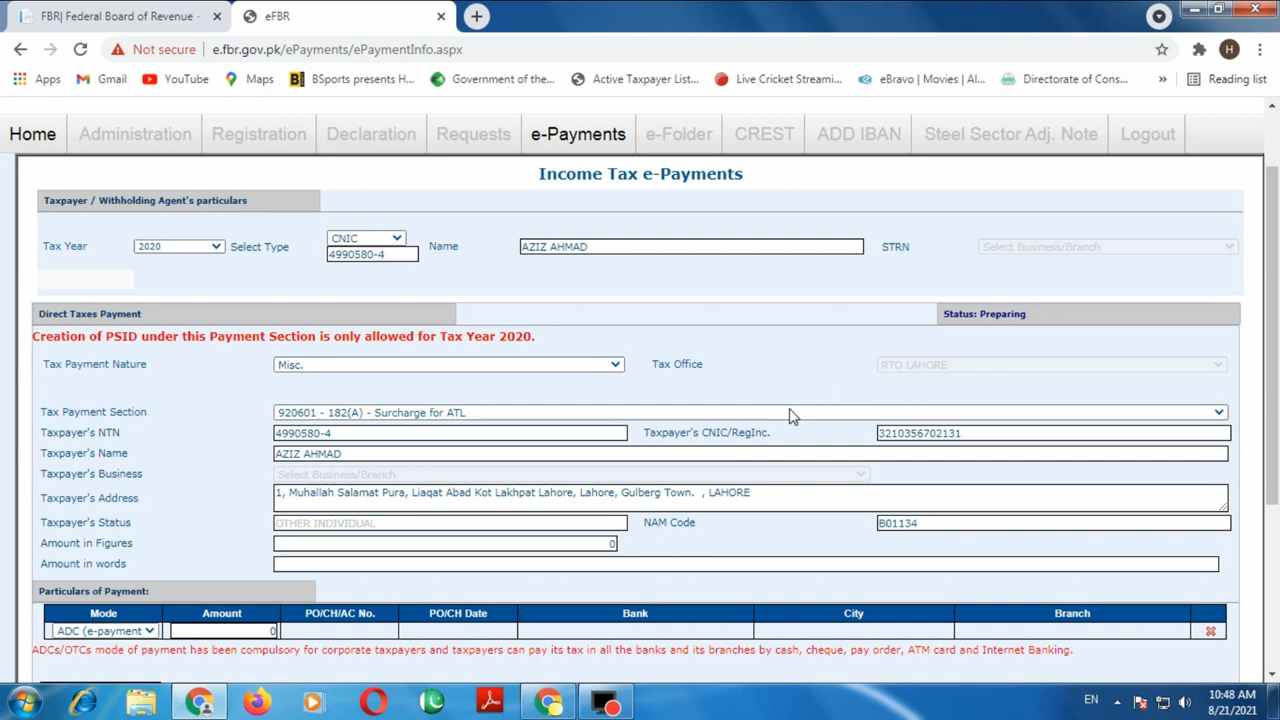 FBR| Federal Board of Revenue -
eFBR
Not secure e.fbr.gov.pk/ePayments/ePaymentInfo.aspx
H
Apps Gmail YouTube Maps BSports presents H... Government of the... Active Taxpayer List... Live Cricket Streami... eBravo | Movies | Al... Directorate of Cons... » Reading list
Home Administration Registration Declaration Requests e-Payments e-Folder CREST ADD IBAN Steel Sector Adj. Note Logout
Income Tax e-Payments
Taxpayer / Withholding Agent's particulars
Tax Year 2020 Select Type CNIC Name AZIZ AHMAD STRN Select Business/Branch
4990580-4
Direct Taxes Payment Status: Preparing
Creation of PSID under this Payment Section is only allowed for Tax Year 2020.
Tax Payment Nature Misc. Tax Office RTO LAHORE
Tax Payment Section 920601 - 182(A) - Surcharge for ATL
Taxpayer's NTN 4990580-4 Taxpayer's CNIC/RegInc. 3210356702131
Taxpayer's Name AZIZ AHMAD
Taxpayer's Business Select Business/Branch
Taxpayer's Address 1, Muhallah Salamat Pura, Liaqat Abad Kot Lakhpat Lahore, Lahore, Gulberg Town. , LAHORE
Taxpayer's Status OTHER INDIVIDUAL NAM Code B01134
Amount in Figures 0
Amount in words
Particulars of Payment:
Mode Amount PO/CH/AC No. PO/CH Date Bank City Branch
ADC (e-payment 0
ADCs/OTCs mode of payment has been compulsory for corporate taxpayers and taxpayers can pay its tax in all the banks and its branches by cash, cheque, pay order, ATM card and Internet Banking.
EN 10:48 AM
8/21/2021